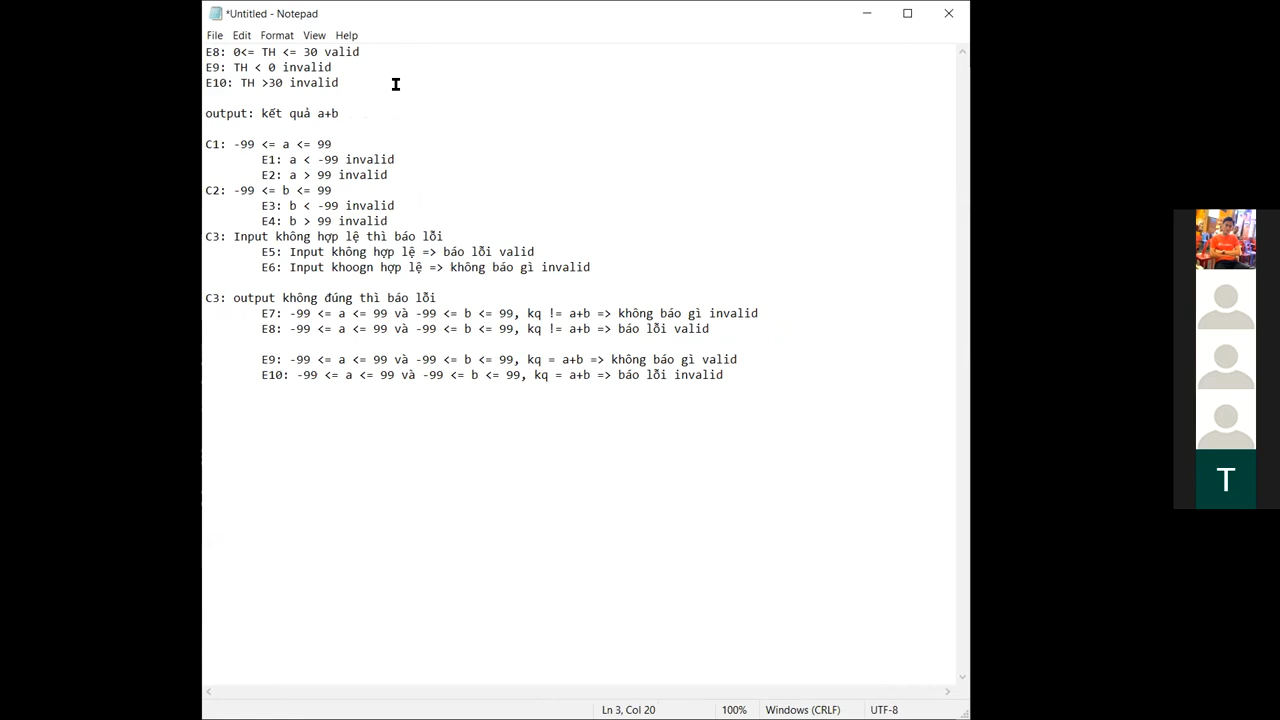 *Untitled - Notepad
File Edit Format View Help
E8: 0<= TH <= 30 valid
E9: TH < 0 invalid
E10: TH >30 invalid
output: kết quả a+b
C1: -99 <= a <= 99
E1: a < -99 invalid
E2: a > 99 invalid
C2: -99 <= b <= 99
E3: b < -99 invalid
E4: b > 99 invalid
C3: Input không hợp lệ thì báo lỗi
E5: Input không hợp lệ => báo lỗi valid
E6: Input khoogn hợp lệ => không báo gì invalid
C3: output không đúng thì báo lỗi
E7: -99 <= a <= 99 và -99 <= b <= 99, kq != a+b => không báo gì invalid
E8: -99 <= a <= 99 và -99 <= b <= 99, kq != a+b => báo lỗi valid
E9: -99 <= a <= 99 và -99 <= b <= 99, kq = a+b => không báo gì valid
E10: -99 <= a <= 99 và -99 <= b <= 99, kq = a+b => báo lỗi invalid
T
Ln 3, Col 20 100% Windows (CRLF) UTF-8